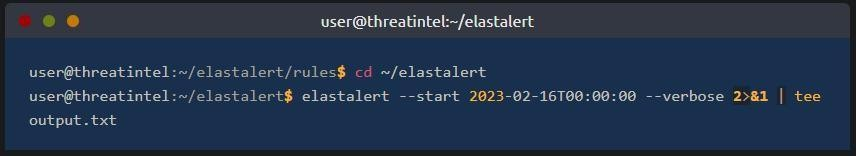 user@threatintel:~/elastalert
user@threatintel:~/elastalert/rules$ cd ~/elastalert
user@threatintel:~/elastalert$ elastalert --start 2023-02-16T00:00:00 --verbose 2>&1 | tee
output.txt